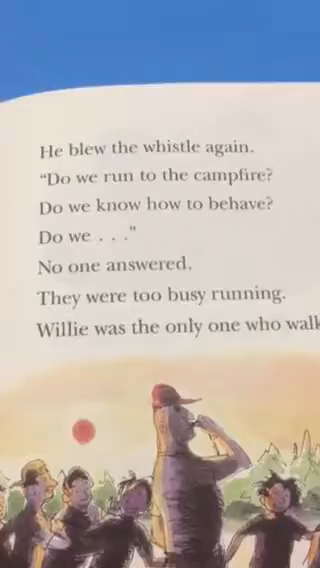 He blew the whistle again.
“Do we run to the campfire?
Do we know how to behave?
Do we . . .”
No one answered.
They were too busy running.
Willie was the only one who walk